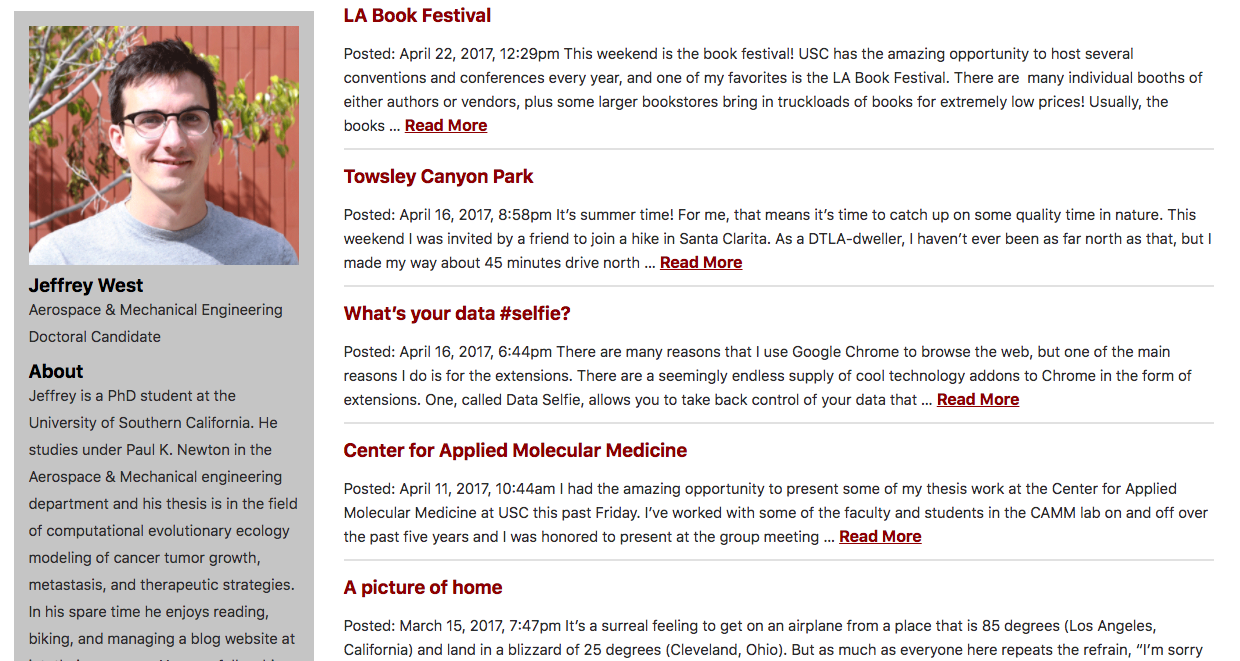 Jeffrey West
Aerospace & Mechanical Engineering
Doctoral Candidate
About
Jeffrey is a PhD student at the
University of Southern California. He
studies under Paul K. Newton in the
Aerospace & Mechanical engineering
department and his thesis is in the field
of computational evolutionary ecology
modeling of cancer tumor growth,
metastasis, and therapeutic strategies.
In his spare time he enjoys reading,
biking, and managing a blog website at
LA Book Festival
Posted: April 22, 2017, 12:29pm This weekend is the book festival! USC has the amazing opportunity to host several
conventions and conferences every year, and one of my favorites is the LA Book Festival. There are  many individual booths of
either authors or vendors, plus some larger bookstores bring in truckloads of books for extremely low prices! Usually, the
books ... Read More
Towsley Canyon Park
Posted: April 16, 2017, 8:58pm It’s summer time! For me, that means it’s time to catch up on some quality time in nature. This
weekend I was invited by a friend to join a hike in Santa Clarita. As a DTLA-dweller, I haven’t ever been as far north as that, but I
made my way about 45 minutes drive north ... Read More
What’s your data #selfie?
Posted: April 16, 2017, 6:44pm There are many reasons that I use Google Chrome to browse the web, but one of the main
reasons I do is for the extensions. There are a seemingly endless supply of cool technology addons to Chrome in the form of
extensions. One, called Data Selfie, allows you to take back control of your data that ... Read More
Center for Applied Molecular Medicine
Posted: April 11, 2017, 10:44am I had the amazing opportunity to present some of my thesis work at the Center for Applied
Molecular Medicine at USC this past Friday. I’ve worked with some of the faculty and students in the CAMM lab on and off over
the past five years and I was honored to present at the group meeting ... Read More
A picture of home
Posted: March 15, 2017, 7:47pm It’s a surreal feeling to get on an airplane from a place that is 85 degrees (Los Angeles,
California) and land in a blizzard of 25 degrees (Cleveland, Ohio). But as much as everyone here repeats the refrain, “I’m sorry